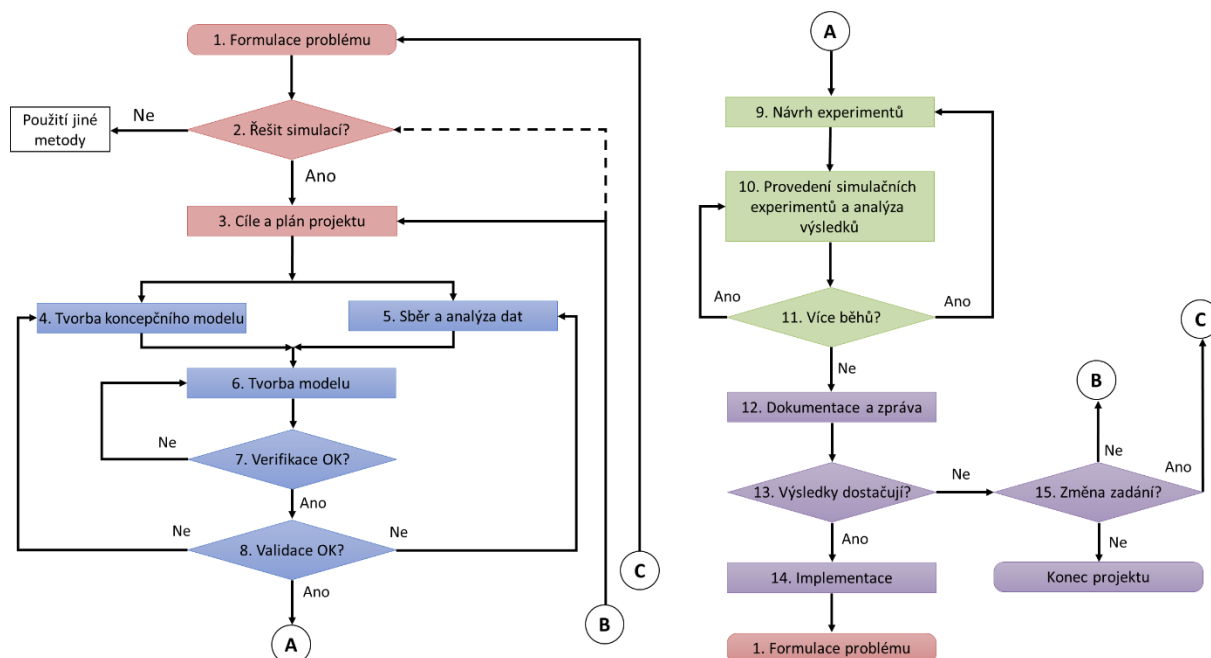 1. Formulace problému
Ne
Použití jiné
metody
2. Řešit simulací?
Ano
3. Cíle a plán projektu
4. Tvorba koncepčního modelu
5. Sběr a analýza dat
6. Tvorba modelu
Ne
7. Verifikace OK?
Ano
Ne
Ne
8. Validace OK?
Ano
A
B
C
A
9. Návrh experimentů
10. Provedení simulačních
experimentů a analýza
výsledků
Ano
Ano
11. Více běhů?
Ne
12. Dokumentace a zpráva
13. Výsledky dostačují?
Ne
Ano
14. Implementace
1. Formulace problému
B
C
Ne
Ano
15. Změna zadání?
Ne
Konec projektu